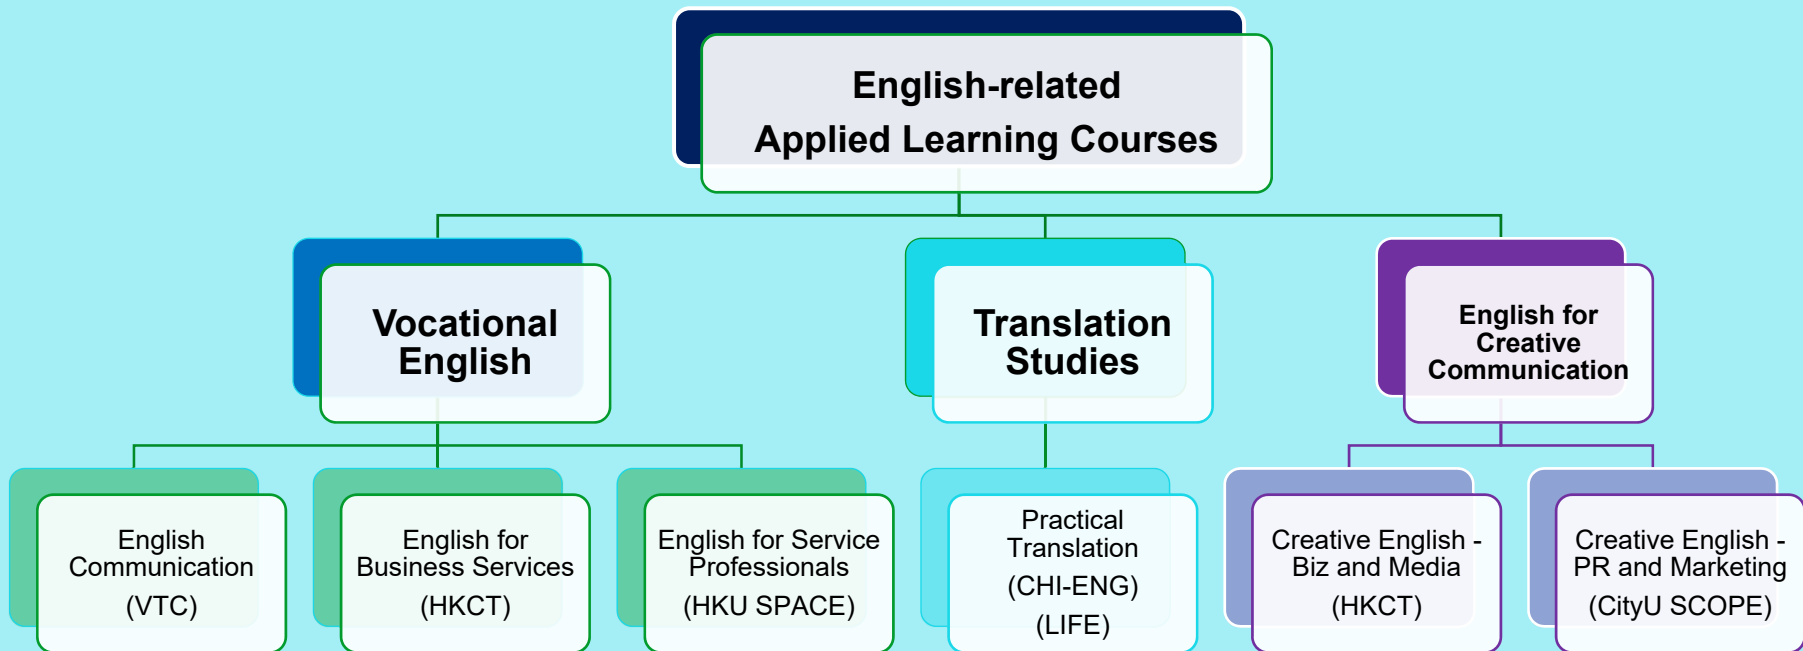 English-related
Applied Learning Courses
Vocational
English
Translation
Studies
English for
Creative
Communication
English
Communication
(VTC)
English for
Business Services
(HKCT)
English for Service
Professionals
(HKU SPACE)
Practical
Translation
(CHI-ENG)
(LIFE)
Creative English -
Biz and Media
(HKCT)
Creative English -
PR and Marketing
(CityU SCOPE)